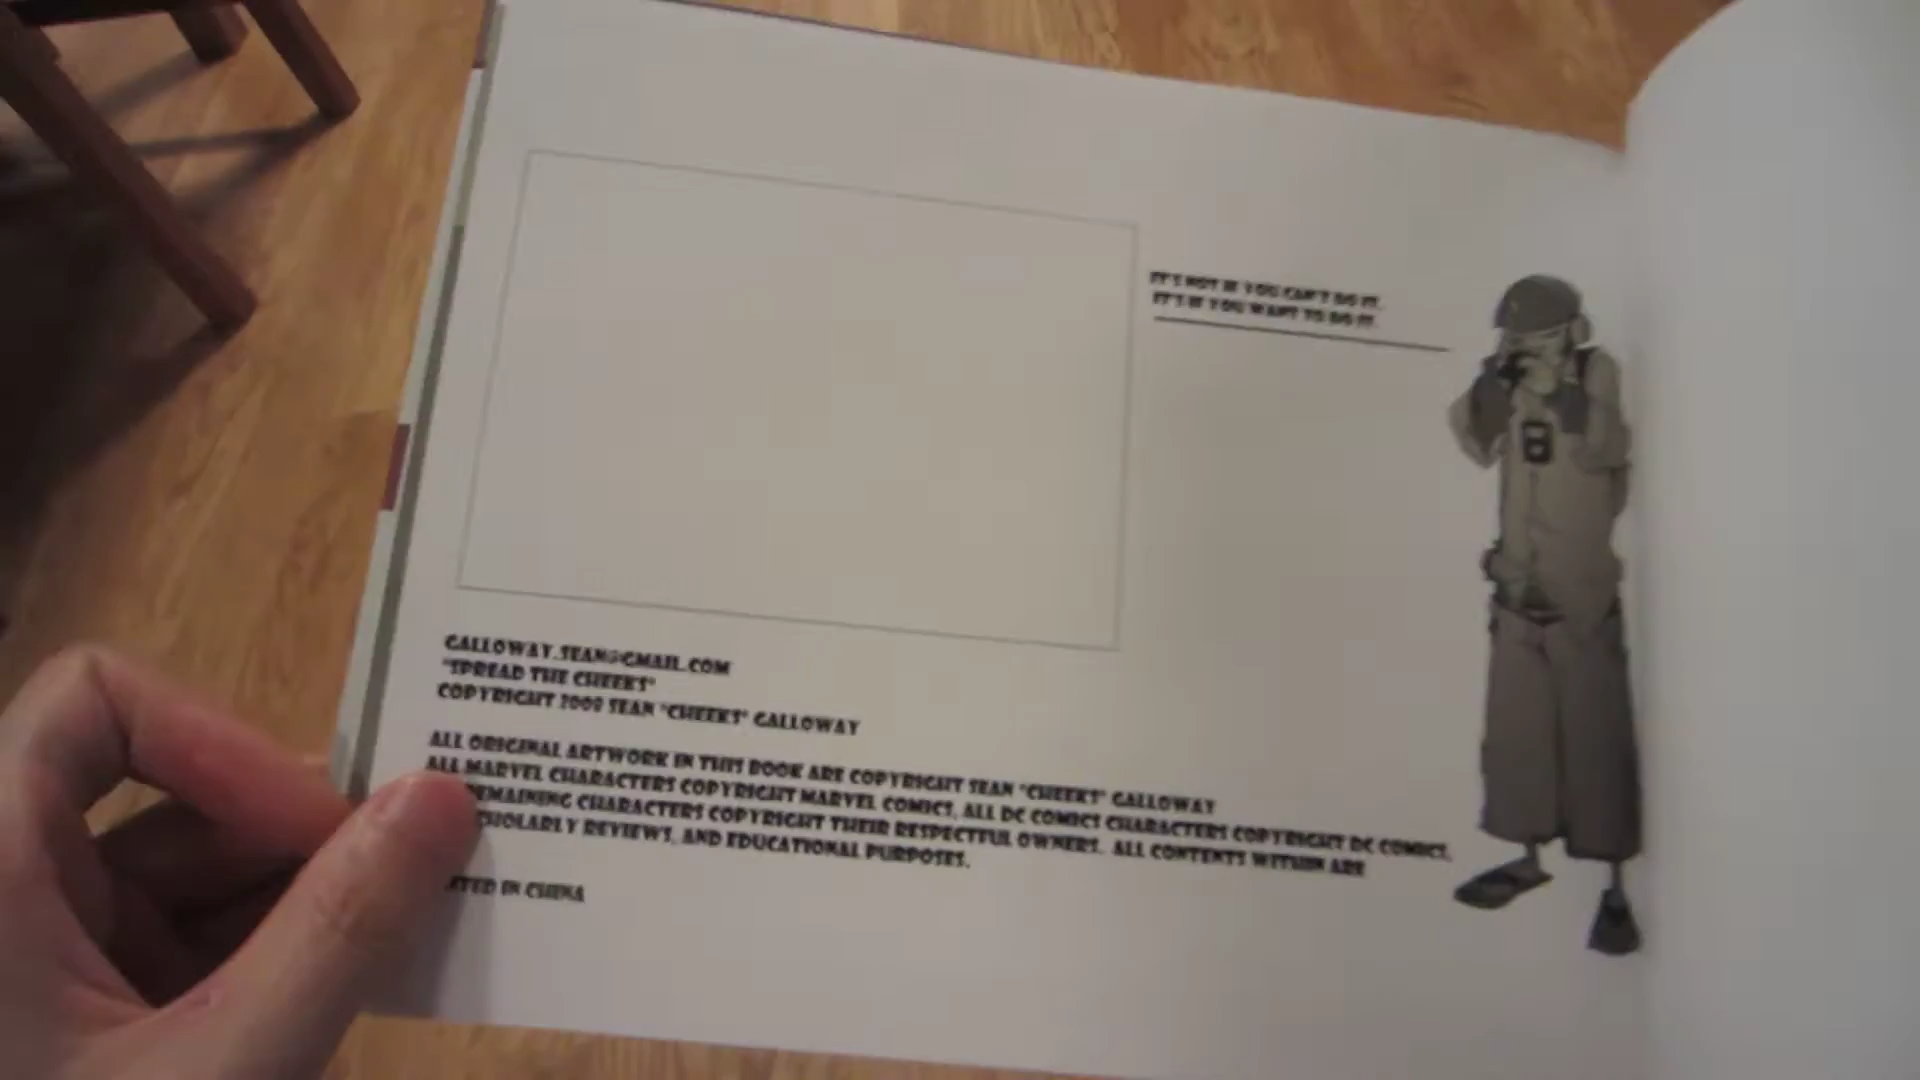 IT'S NOT IF YOU CAN'T DO IT.
IT'S IF YOU WANT TO DO IT.
GALLOWAY.SEAN@GMAIL.COM
"SPREAD THE CHEEKS"
COPYRIGHT 2008 SEAN "CHEEKS" GALLOWAY
ALL ORIGINAL ARTWORK IN THIS BOOK ARE COPYRIGHT SEAN "CHEEKS" GALLOWAY
ALL MARVEL CHARACTERS COPYRIGHT MARVEL COMICS, ALL DC COMICS CHARACTERS COPYRIGHT DC COMICS,
REMAINING CHARACTERS COPYRIGHT THEIR RESPECTFUL OWNERS. ALL CONTENTS WITHIN ARE
SCHOLARLY REVIEWS, AND EDUCATIONAL PURPOSES.
IN CHINA